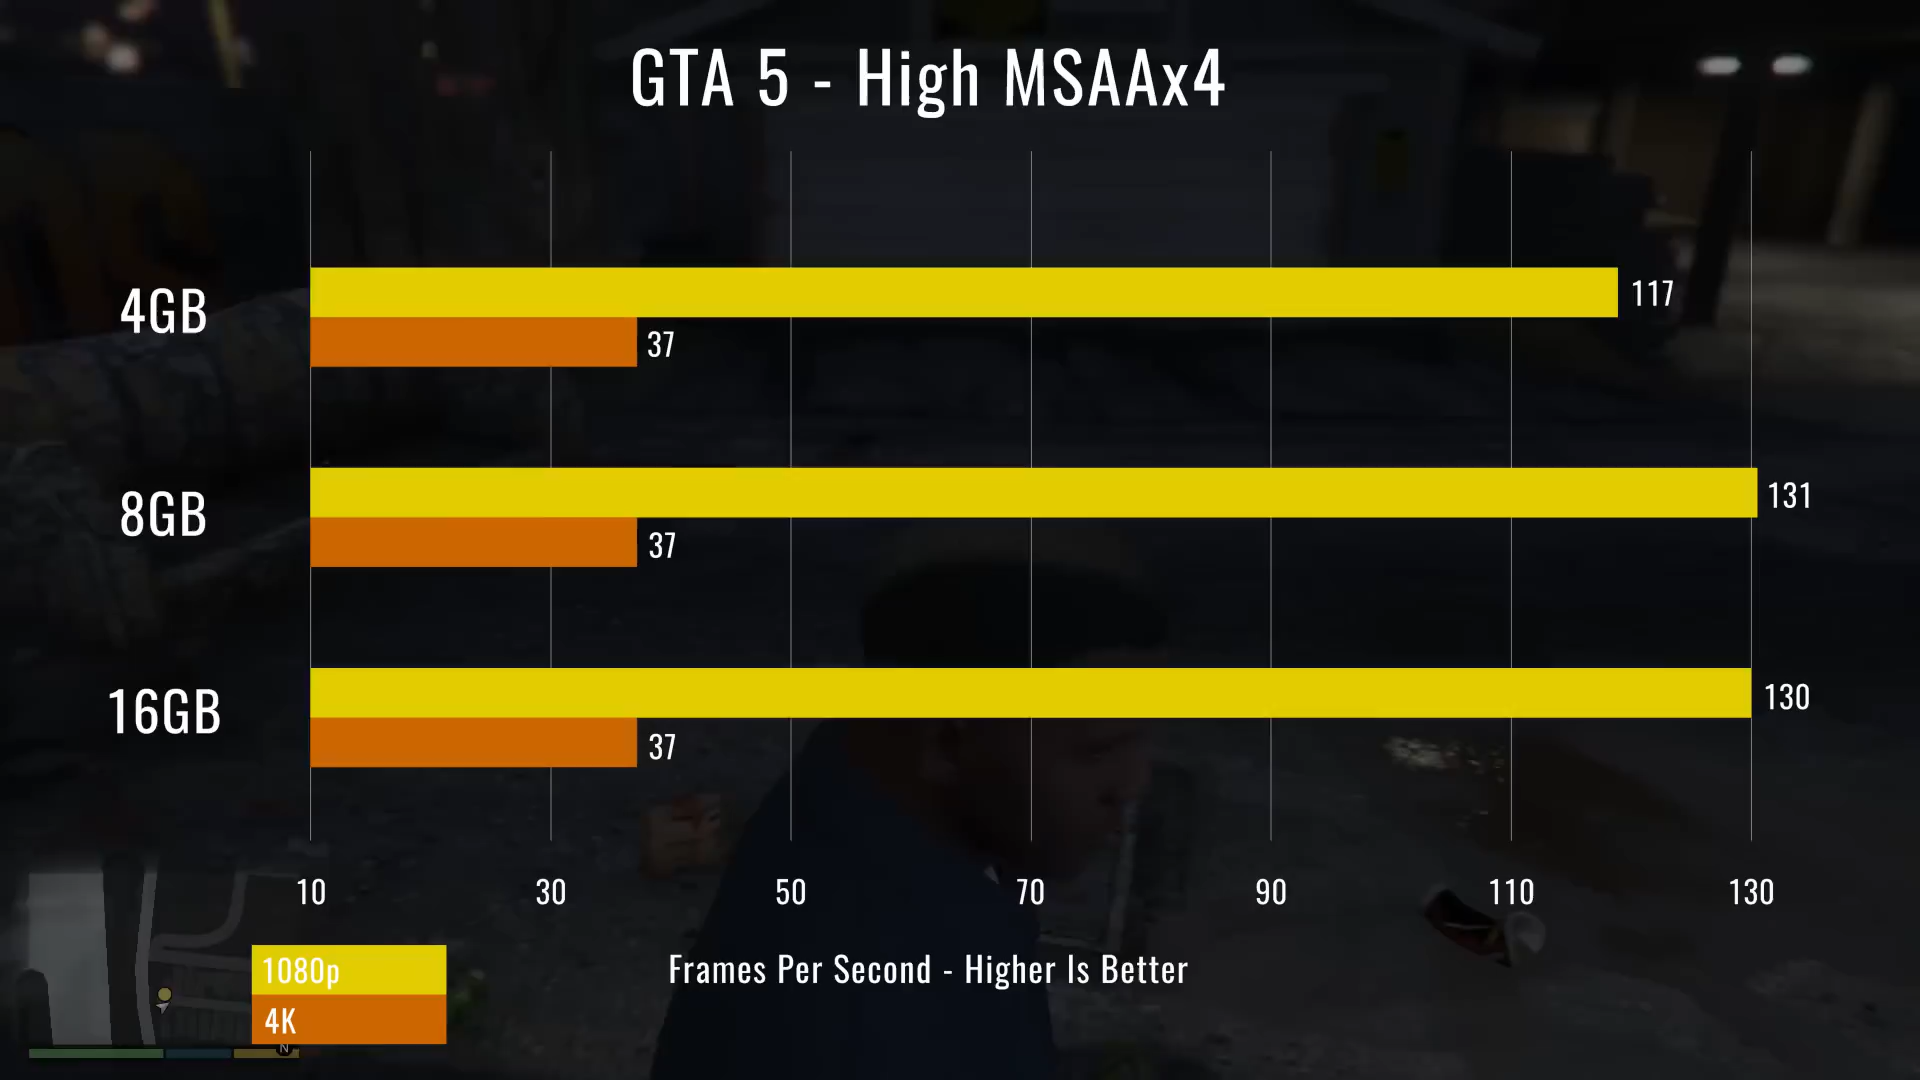 GTA 5 - High MSAAx4
4GB
117
37
8GB
131
37
16GB
130
37
10 30 50 70 90 110 130
1080p
4K
Frames Per Second - Higher Is Better
N